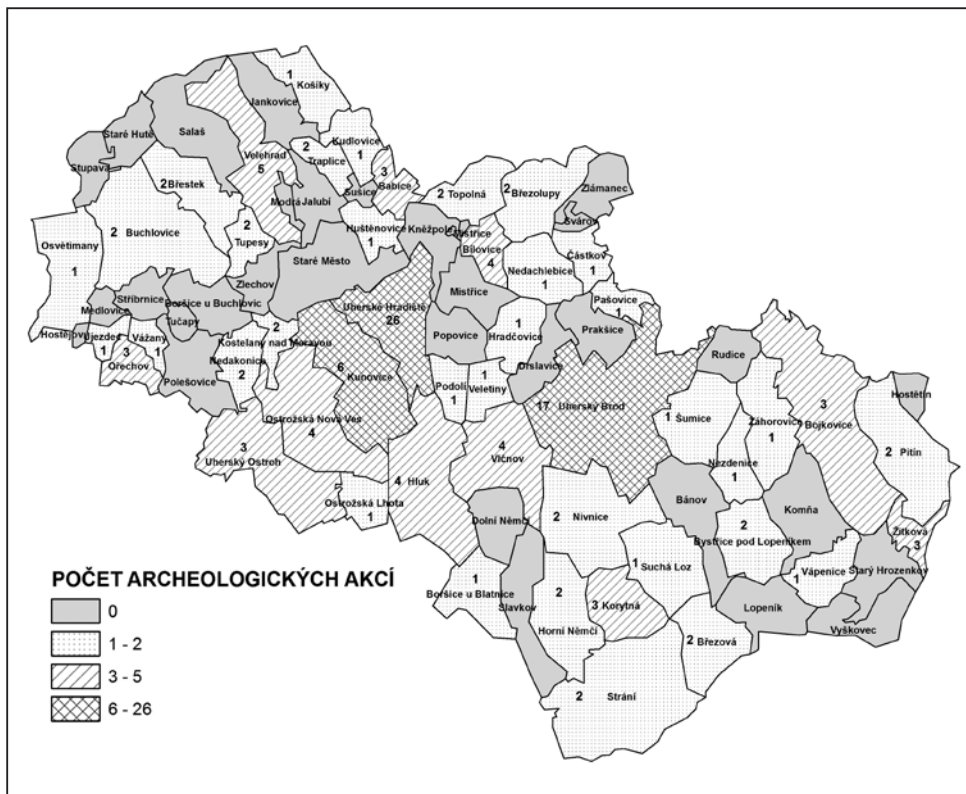 1
Košíky
Jankovice
Staré Hutě
Salaš
Stupava
Kudlovice
1
2
Traplice
Velehrad
5
3
Babice
Sušice
2 Břestek
Modrá
Jalubí
2 Topolná
2 Březolupy
Zlámanec
Svárov
Osvětimany
1
2 Buchlovice
2
Tupesy
Huštěnovice
1
Kněžpole
Bílovice
4
Částkov
1
Nedachlebice
1
Staré Město
Zlechov
Mistřice
Pašovice
1
Medlovice
Stříbrnice
Boršice u Buchlovic
Tučapy
Uherské Hradiště
26
Hostějov
Újezdec
1
Vážany
1
2
Kostelany nad Moravou
Popovice
1
Hradčovice
Prakšice
Drslavice
Rudice
3
Ořechov
Polešovice
Nedakonice
2
6
Kunovice
Podolí
1
1
Veletiny
17 Uherský Brod
Hostětín
1 Šumice
Záhorovice
1
3
Bojkovice
2
Pitín
Ostrožská Nová Ves
4
3
Uherský Ostroh
4
Vlčnov
4 Hluk
Nezdenice
1
Ostrožská Lhota
1
Dolní Němčí
2 Nivnice
Bánov
2
Bystřice pod Lopeníkem
Komňa
Žítková
3
1
Boršice u Blatnice
Slavkov
1 Suchá Loz
1 Vápenice
Starý Hrozenkov
2
Horní Němčí
3 Korytná
Lopeník
Vyškovec
2 Březová
2 Strání
POČET ARCHEOLOGICKÝCH AKCÍ
0
1 - 2
3 - 5
6 - 26